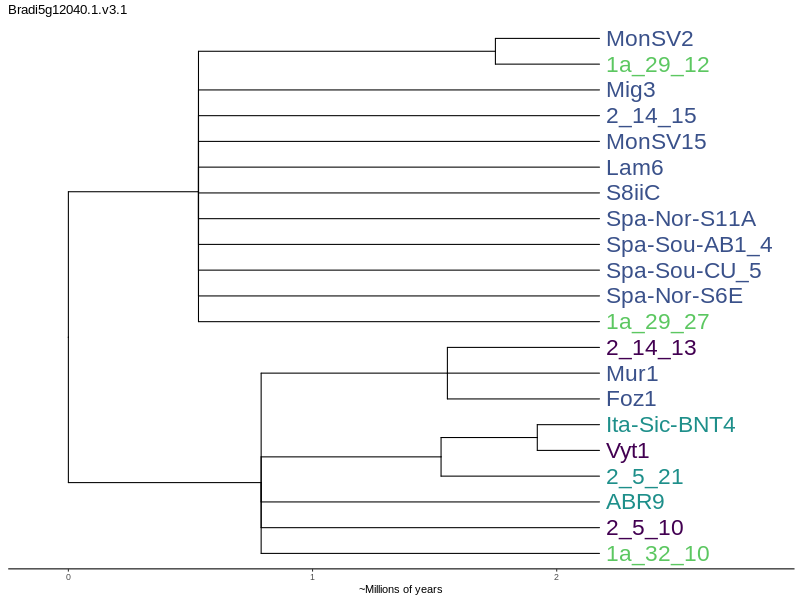 Bradi5g12040.1.v3.1
MonSV2
1a_29_12
Mig3
2_14_15
MonSV15
Lam6
S8iiC
Spa-Nor-S11A
Spa-Sou-AB1_4
Spa-Sou-CU_5
Spa-Nor-S6E
1a_29_27
2_14_13
Mur1
Foz1
Ita-Sic-BNT4
Vyt1
2_5_21
ABR9
2_5_10
1a_32_10
0 1 2
~Millions of years